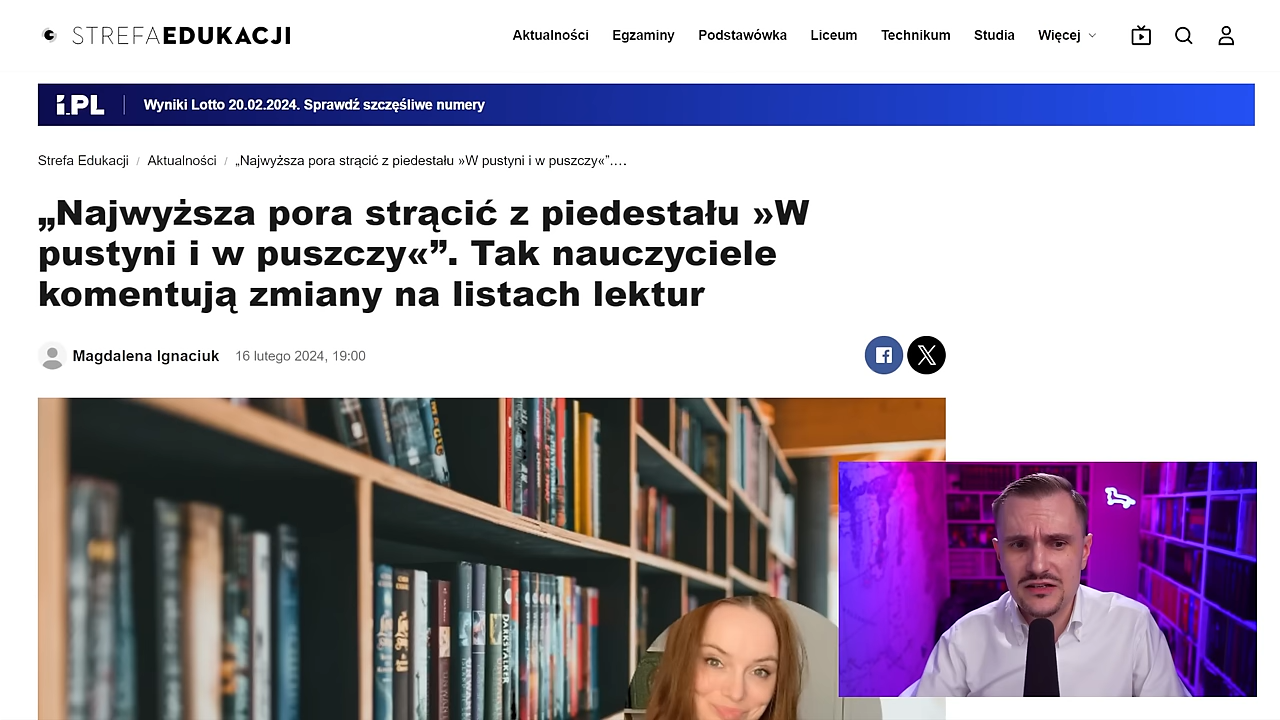 STREFAEDUKACJI
Aktualności Egzaminy Podstawówka Liceum Technikum Studia Więcej
i.PL
Wyniki Lotto 20.02.2024. Sprawdź szczęśliwe numery
Strefa Edukacji / Aktualności / „Najwyższa pora strącić z piedestału »W pustyni i w puszczy«”....
„Najwyższa pora strącić z piedestału »W
pustyni i w puszczy«”. Tak nauczyciele
komentują zmiany na listach lektur
Magdalena Ignaciuk 16 lutego 2024, 19:00
DARKSTALKER